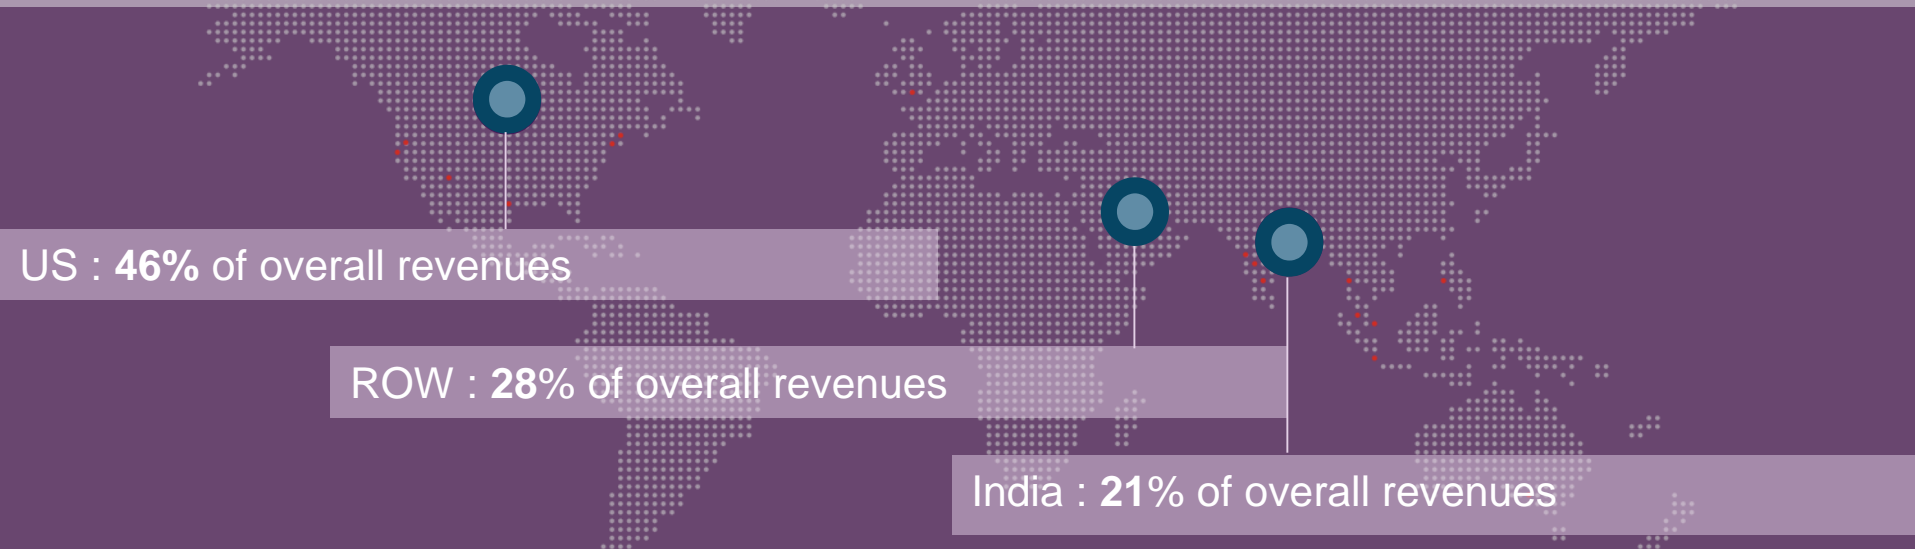 US : 46% of overall revenues
ROW : 28% of overall revenues
India : 21% of overall revenues